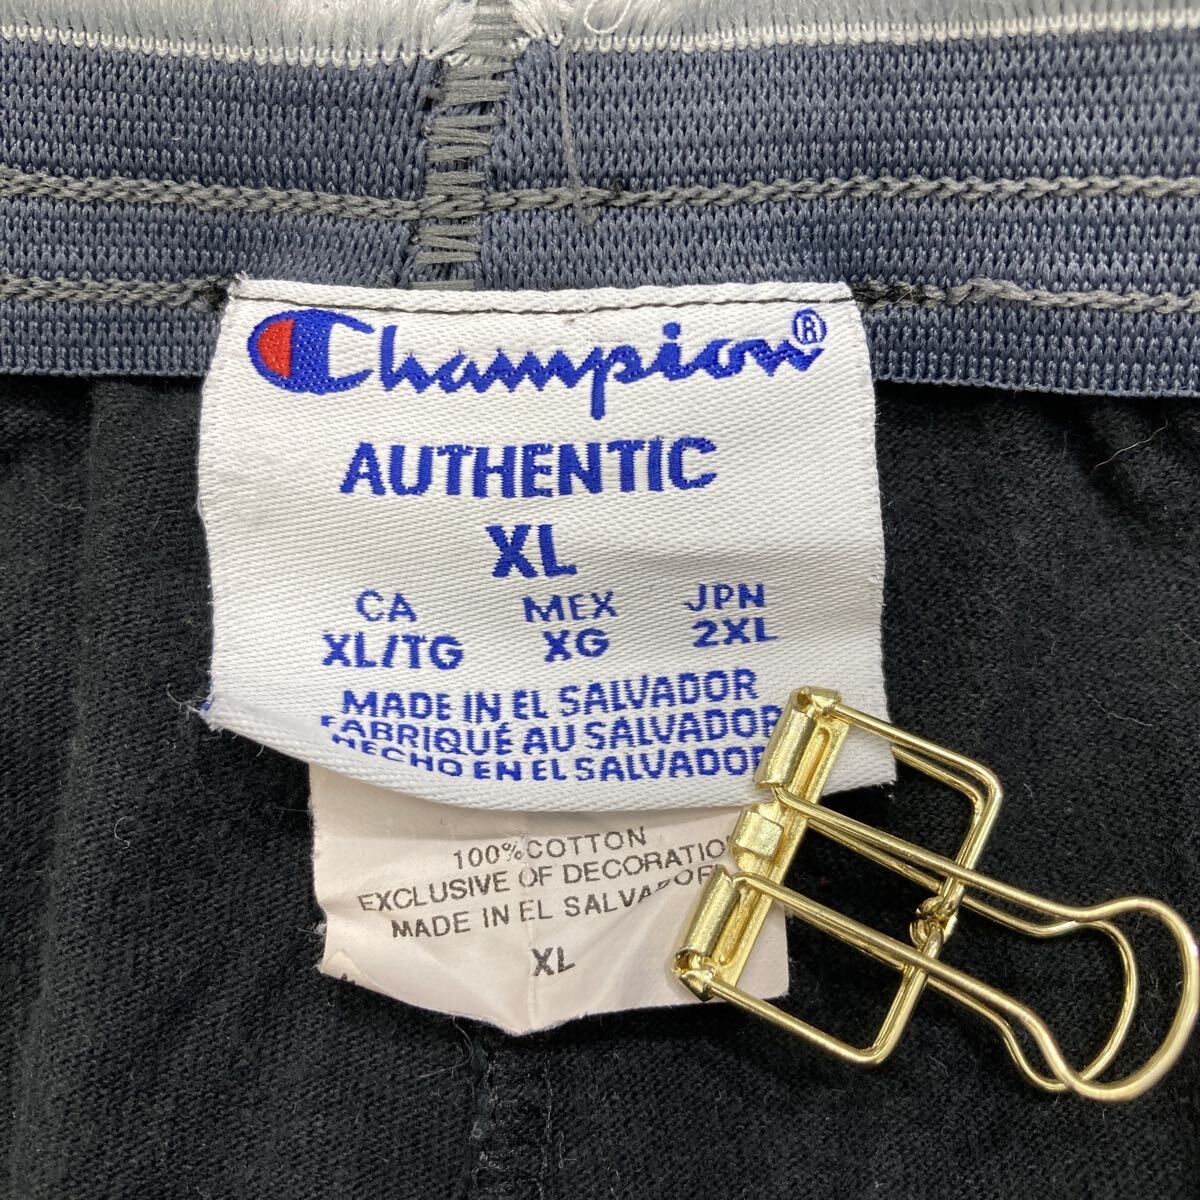 Champion®
AUTHENTIC
XL
CA MEX JPN
XL/TG XG 2XL
MADE IN EL SALVADOR
FABRIQUÉ AU SALVADOR
HECHO EN EL SALVADOR
100% COTTON
EXCLUSIVE OF DECORATIO
MADE IN EL SALVADOR
XL